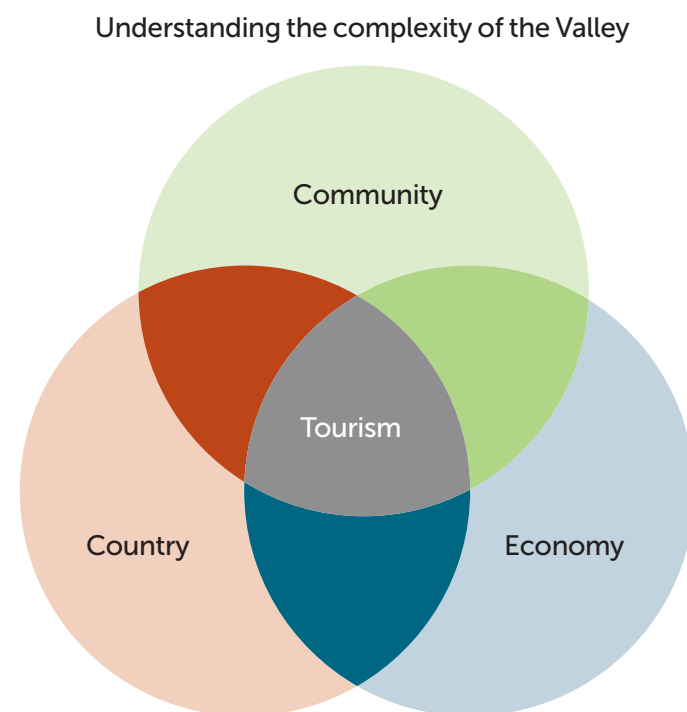 Understanding the complexity of the Valley
Community
Tourism
Country
Economy